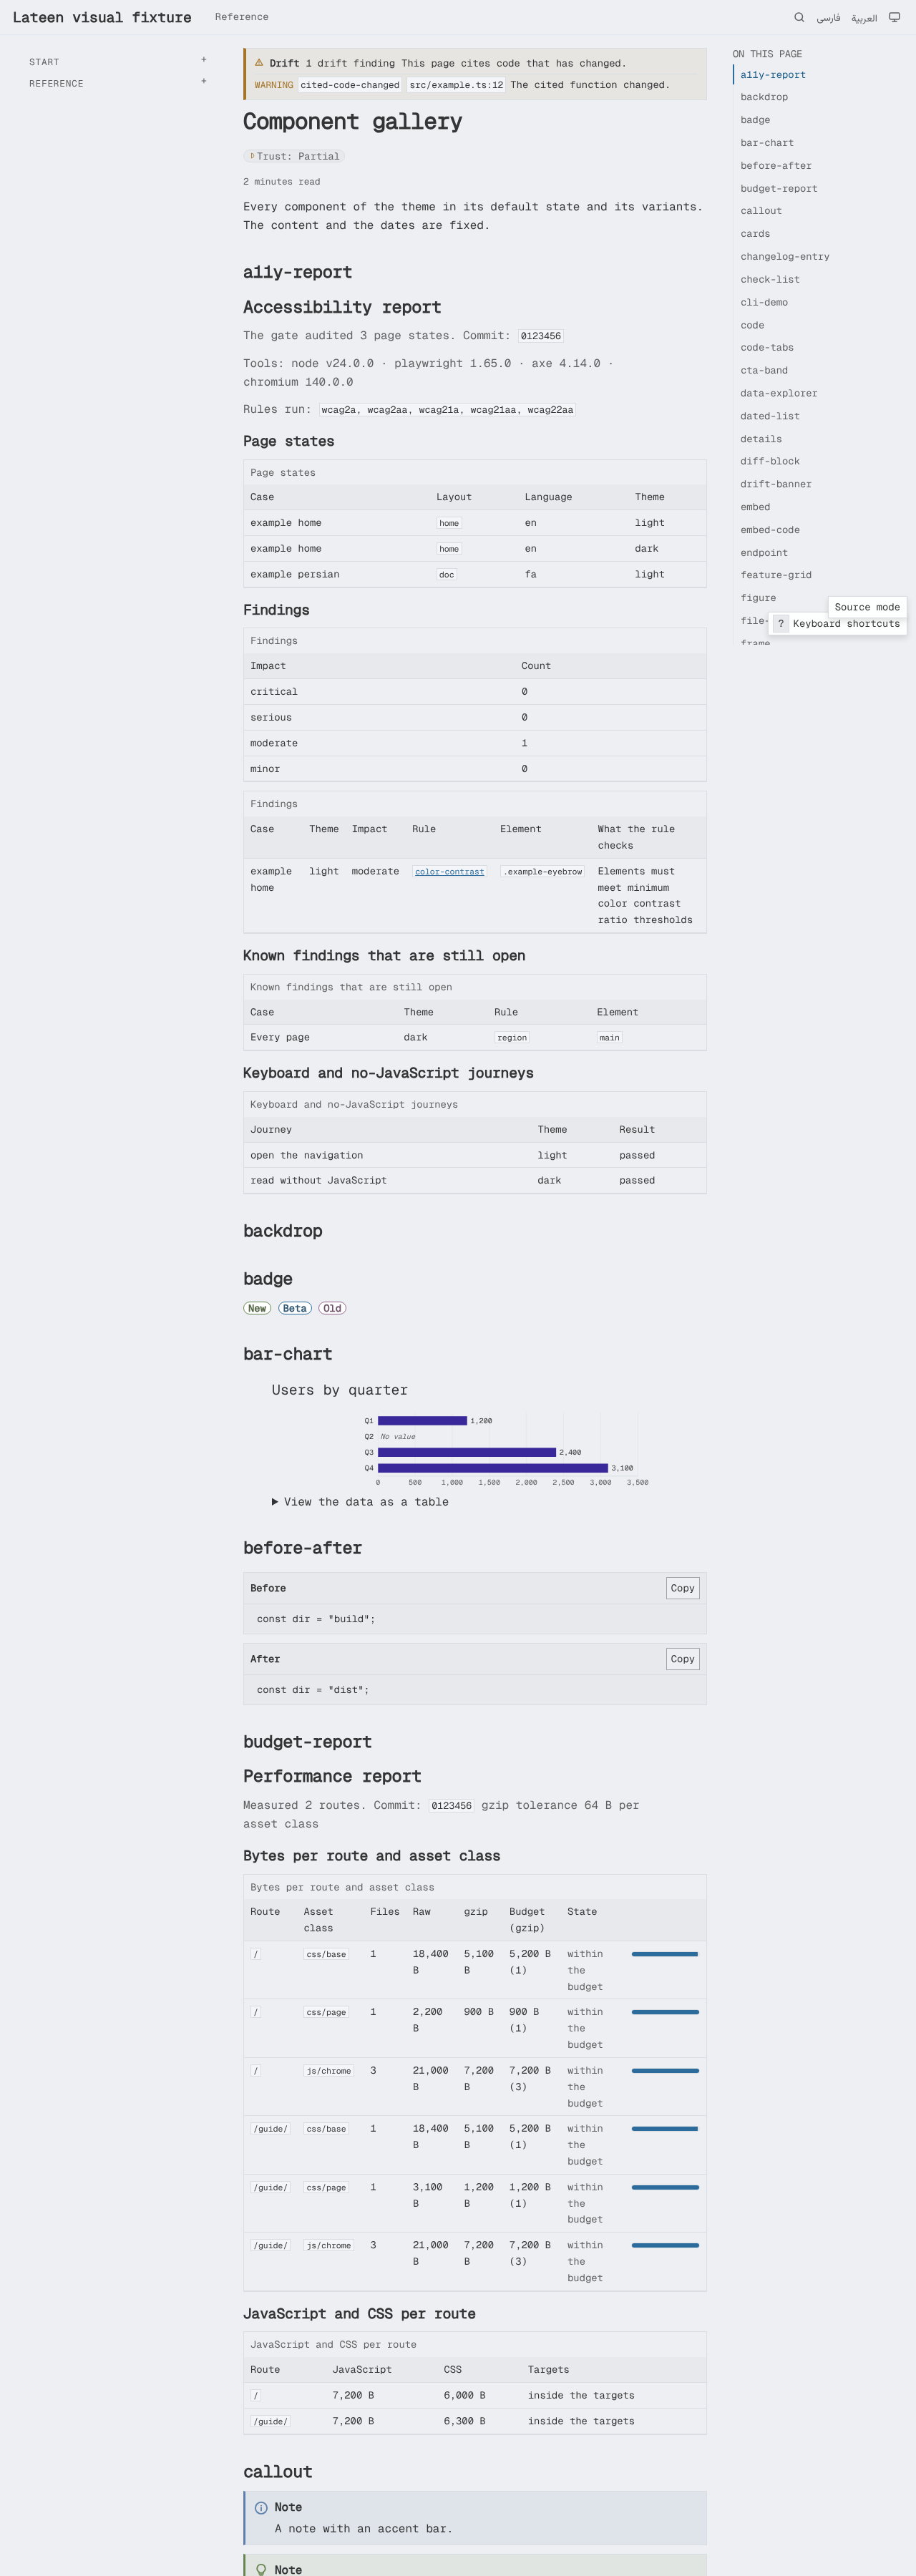 Lateen visual fixture
Reference
فارسی
العربية
START +
REFERENCE +
Drift 1 drift finding This page cites code that has changed.
WARNING cited-code-changed src/example.ts:12 The cited function changed.
Component gallery
Trust: Partial
2 minutes read
Every component of the theme in its default state and its variants.
The content and the dates are fixed.
a11y-report
Accessibility report
The gate audited 3 page states. Commit: 0123456
Tools: node v24.0.0 · playwright 1.65.0 · axe 4.14.0 ·
chromium 140.0.0
Rules run: wcag2a, wcag2aa, wcag21a, wcag21aa, wcag22aa
Page states
Page states
Case Layout Language Theme
example home home en light
example home home en dark
example persian doc fa light
Findings
Findings
Impact Count
critical 0
serious 0
moderate 1
minor 0
Findings
Case Theme Impact Rule Element What the rule
checks
example light moderate color-contrast .example-eyebrow Elements must
home meet minimum
color contrast
ratio thresholds
Known findings that are still open
Known findings that are still open
Case Theme Rule Element
Every page dark region main
Keyboard and no-JavaScript journeys
Keyboard and no-JavaScript journeys
Journey Theme Result
open the navigation light passed
read without JavaScript dark passed
backdrop
badge
New Beta Old
bar-chart
Users by quarter
Q1 1,200
Q2 No value
Q3 2,400
Q4 3,100
0 500 1,000 1,500 2,000 2,500 3,000 3,500
View the data as a table
before-after
Before Copy
const dir = "build";
After Copy
const dir = "dist";
budget-report
Performance report
Measured 2 routes. Commit: 0123456 gzip tolerance 64 B per
asset class
Bytes per route and asset class
Bytes per route and asset class
Route Asset Files Raw gzip Budget State
class (gzip)
/ css/base 1 18,400 5,100 5,200 B within
B B (1) the
budget
/ css/page 1 2,200 900 B 900 B within
B (1) the
budget
/ js/chrome 3 21,000 7,200 7,200 B within
B B (3) the
budget
/guide/ css/base 1 18,400 5,100 5,200 B within
B B (1) the
budget
/guide/ css/page 1 3,100 1,200 1,200 B within
B B (1) the
budget
/guide/ js/chrome 3 21,000 7,200 7,200 B within
B B (3) the
budget
JavaScript and CSS per route
JavaScript and CSS per route
Route JavaScript CSS Targets
/ 7,200 B 6,000 B inside the targets
/guide/ 7,200 B 6,300 B inside the targets
callout
Note
A note with an accent bar.
Note
ON THIS PAGE
a11y-report
backdrop
badge
bar-chart
before-after
budget-report
callout
cards
changelog-entry
check-list
cli-demo
code
code-tabs
cta-band
data-explorer
dated-list
details
diff-block
drift-banner
embed
embed-code
endpoint
feature-grid
figure
file-
frame
Source mode
? Keyboard shortcuts